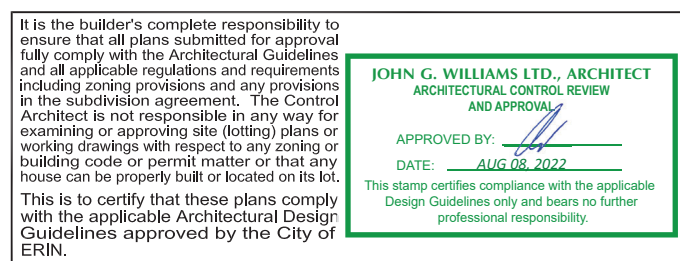 It is the builder's complete responsibility to
ensure that all plans submitted for approval
fully comply with the Architectural Guidelines
and all applicable regulations and requirements
including zoning provisions and any provisions
in the subdivision agreement. The Control
Architect is not responsible in any way for
examining or approving site (lotting) plans or
working drawings with respect to any zoning or
building code or permit matter or that any
house can be properly built or located on its lot.
This is to certify that these plans comply
with the applicable Architectural Design
Guidelines approved by the City of
ERIN.
JOHN G. WILLIAMS LTD., ARCHITECT
ARCHITECTURAL CONTROL REVIEW
AND APPROVAL
APPROVED BY:
DATE: AUG 08, 2022
This stamp certifies compliance with the applicable
Design Guidelines only and bears no further
professional responsibility.